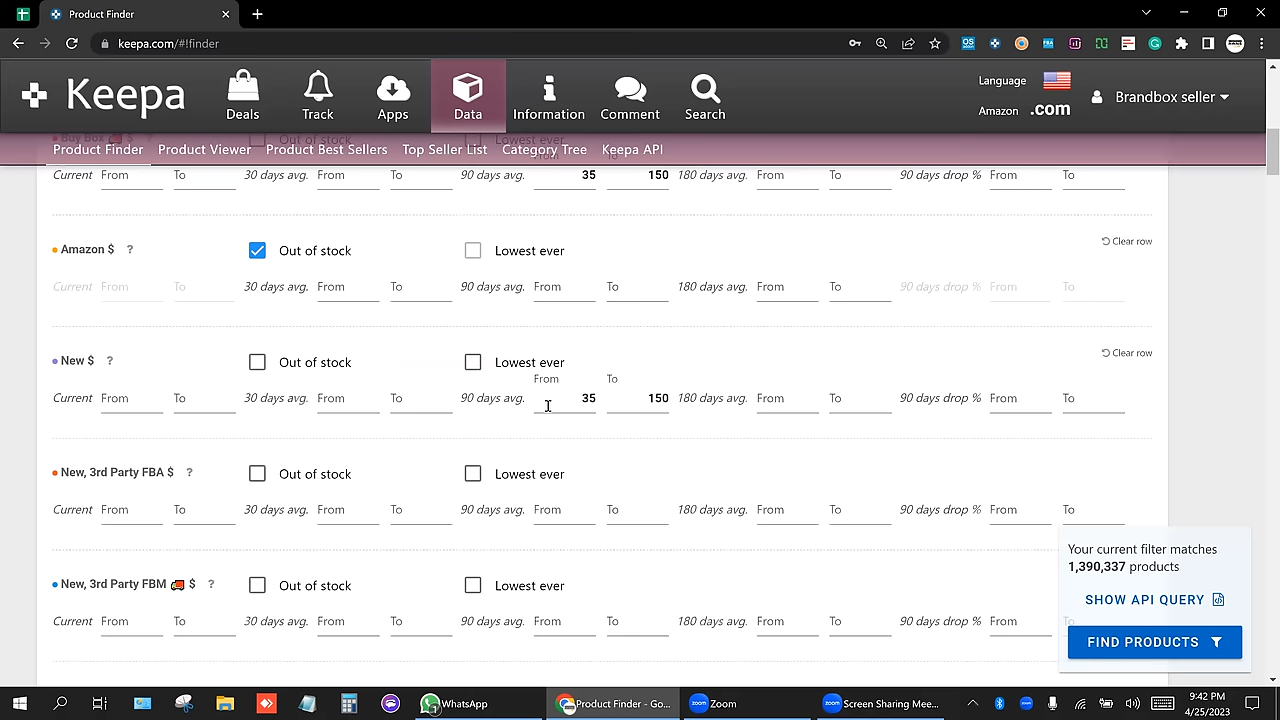 Product Finder
keepa.com/#!finder
Keepa
Deals
Track
Apps
Data
Information
Comment
Search
Language
Amazon .com
Brandbox seller
Buy Box $ ? Lowest ever
Product Finder Product Viewer Product Best Sellers Top Seller List Category Tree Keepa API
Current From To 30 days avg. From To 90 days avg. 35 150 180 days avg. From To 90 days drop % From To
Amazon $ ? Out of stock Lowest ever Clear row
Current From To 30 days avg. From To 90 days avg. From To 180 days avg. From To 90 days drop % From To
New $ ? Out of stock Lowest ever Clear row
From To
Current From To 30 days avg. From To 90 days avg. 35 150 180 days avg. From To 90 days drop % From To
New, 3rd Party FBA $ ? Out of stock Lowest ever
Current From To 30 days avg. From To 90 days avg. From To 180 days avg. From To 90 days drop % From To
New, 3rd Party FBM $ ? Out of stock Lowest ever
Current From To 30 days avg. From To 90 days avg. From To 180 days avg. From To 90 days drop % From To
Your current filter matches
1,390,337 products
SHOW API QUERY
FIND PRODUCTS
WhatsApp
Product Finder - Go...
zoom Zoom
zoom Screen Sharing Mee...
9:42 PM
4/25/2023